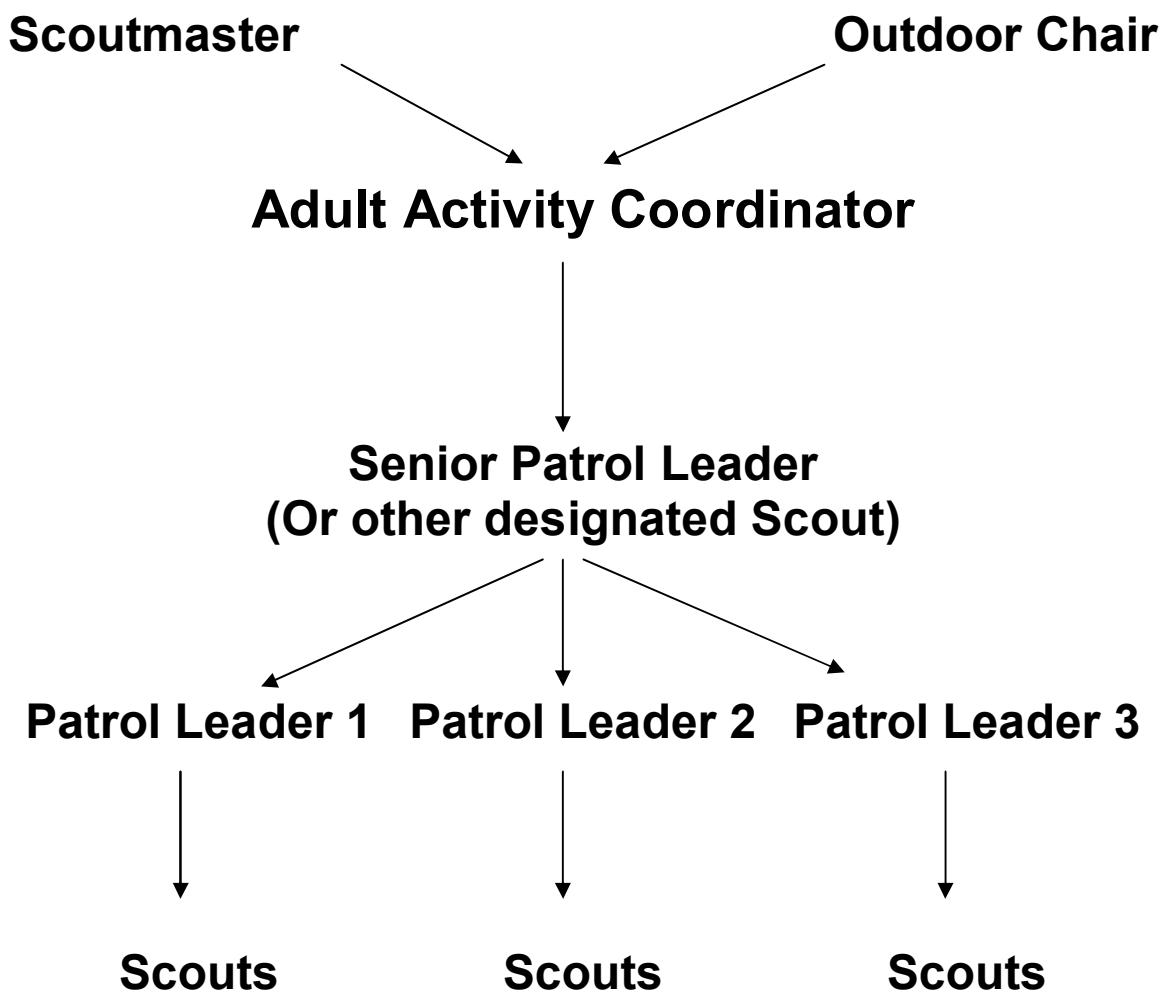 Scoutmaster
Outdoor Chair
Adult Activity Coordinator
Senior Patrol Leader
(Or other designated Scout)
Patrol Leader 1
Patrol Leader 2
Patrol Leader 3
Scouts
Scouts
Scouts